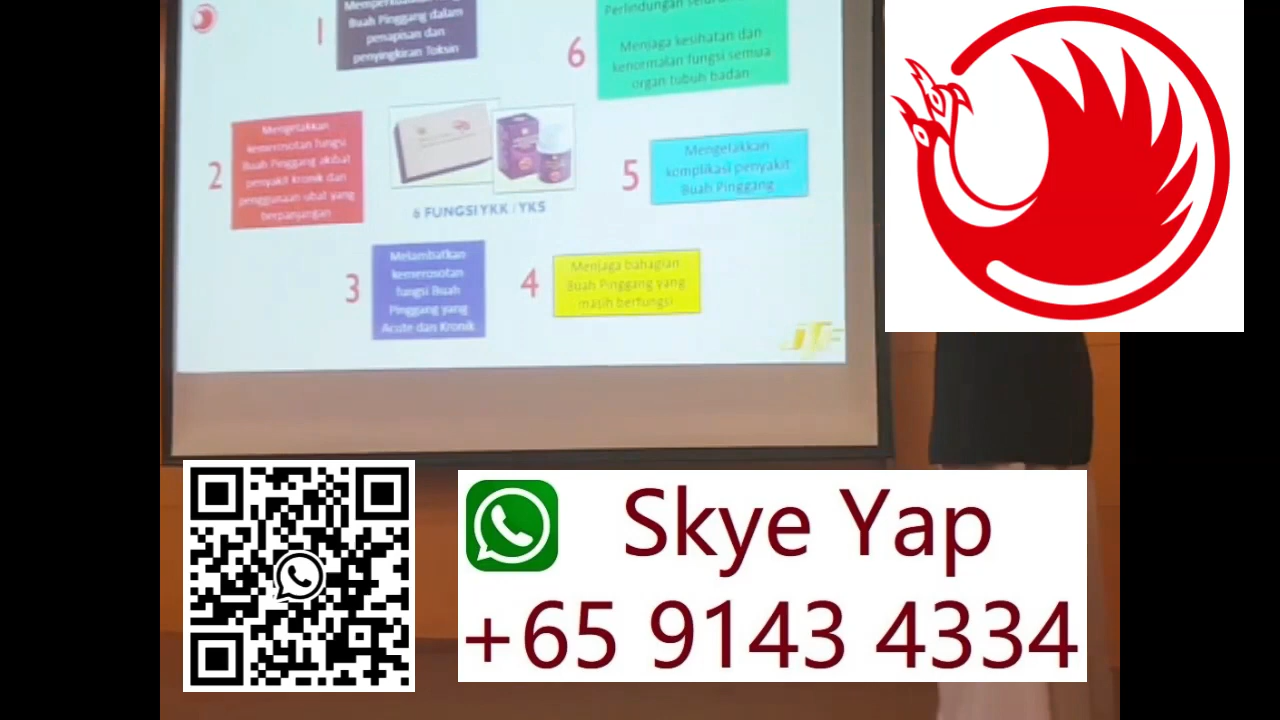 1
Buah Pinggang dalam
penapisan dan
penyingkiran Toksin
2
Mengelakkan
kemerosotan fungsi
Buah Pinggang akibat
penyakit kronik dan
penggunaan ubat yang
berpanjangan
3
Melambatkan
kemerosotan
fungsi Buah
Pinggang yang
Acute dan Kronik
4
Menjaga bahagian
Buah Pinggang yang
masih berfungsi
5
Mengelakkan
komplikasi penyakit
Buah Pinggang
6
Perlindungan
Menjaga kesihatan dan
kenormalan fungsi semua
organ tubuh badan
6 FUNGSI YKK / YKS
Skye Yap
+65 9143 4334